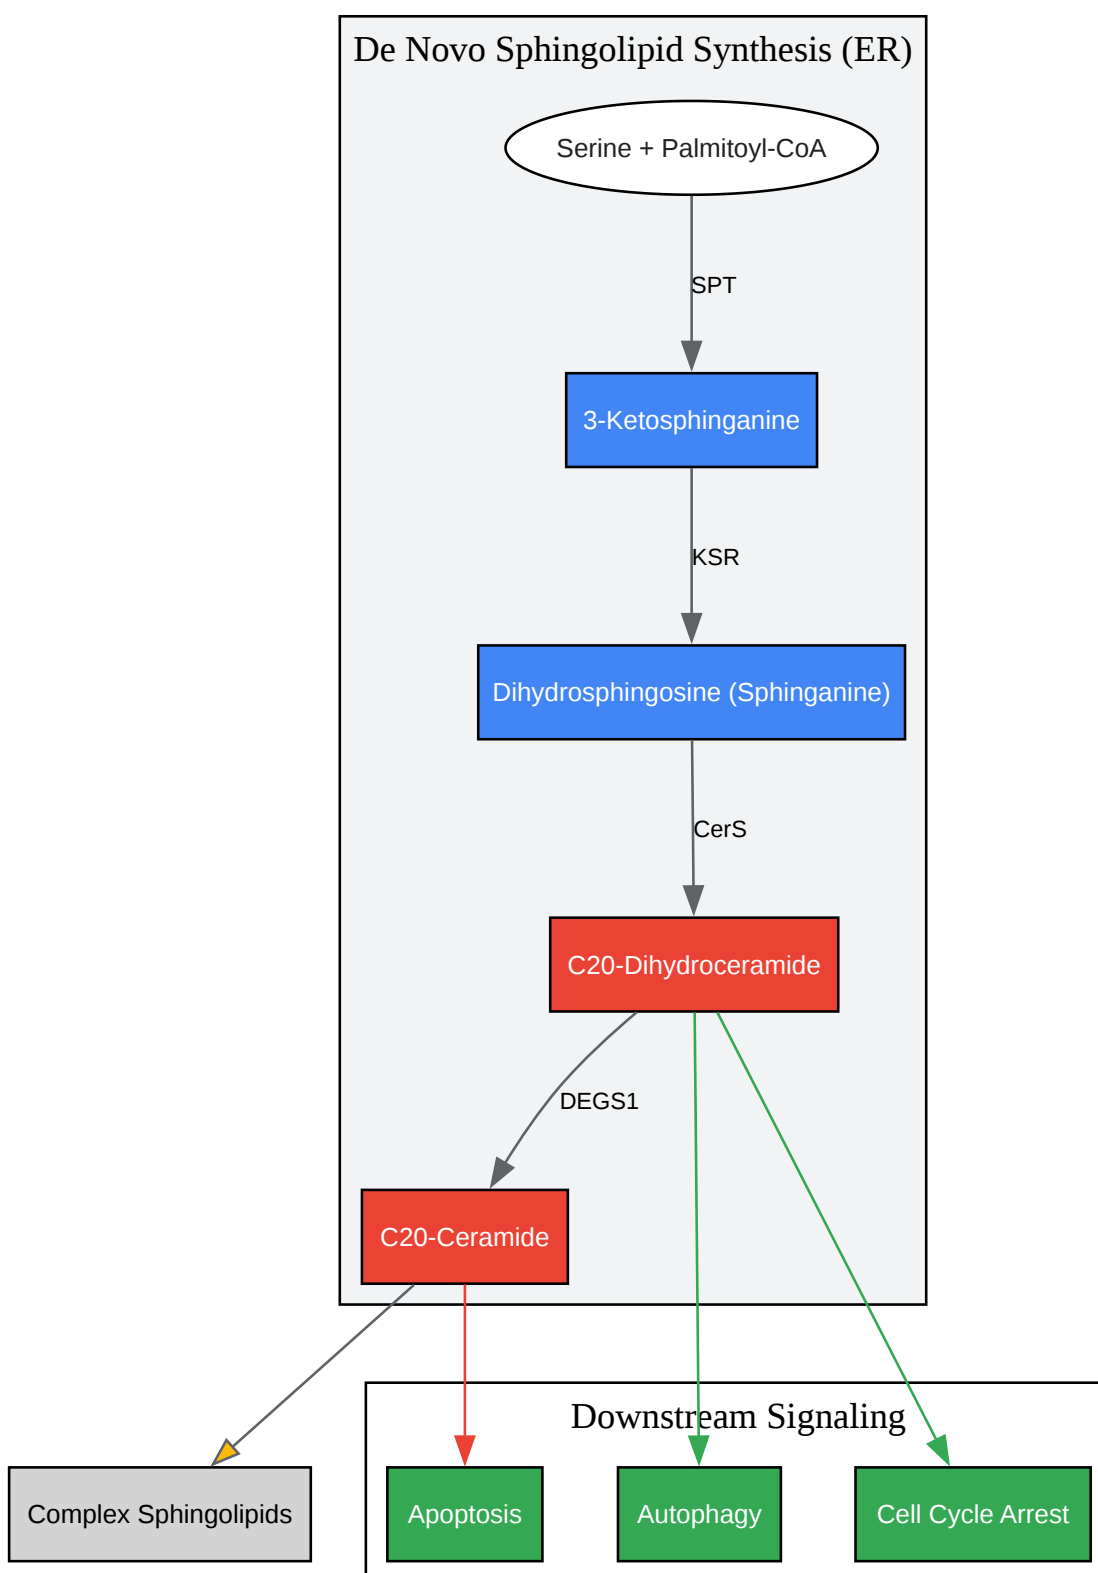 De Novo Sphingolipid Synthesis (ER)
Serine + Palmitoyl-CoA
SPT
3-Ketosphinganine
KSR
Dihydrosphingosine (Sphinganine)
CerS
C20-Dihydroceramide
DEGS1
C20-Ceramide
Downstream Signaling
Complex Sphingolipids
Apoptosis
Autophagy
Cell Cycle Arrest